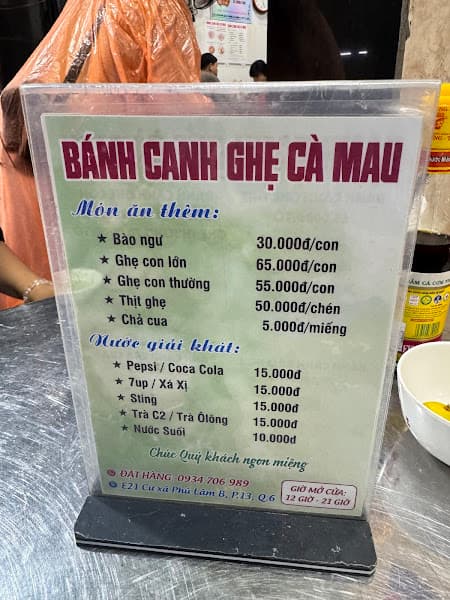 BÁNH CANH GHẸ CÀ MAU
Món ăn thêm:
★ Bào ngư 30.000đ/con
★ Ghẹ con lớn 65.000đ/con
★ Ghẹ con thường 55.000đ/con
★ Thịt ghẹ 50.000đ/chén
★ Chả cua 5.000đ/miếng
Nước giải khát:
★ Pepsi / Coca Cola 15.000đ
★ 7up / Xá Xị 15.000đ
★ Sting 15.000đ
★ Trà C2 / Trà Ôlông 15.000đ
★ Nước Suối 10.000đ
Chúc Quý khách ngon miệng
ĐẶT HÀNG: 0934 706 989
E21 Cư xá Phú Lâm B, P.13, Q.6
GIỜ MỞ CỬA:
12 GIỜ - 21 GIỜ